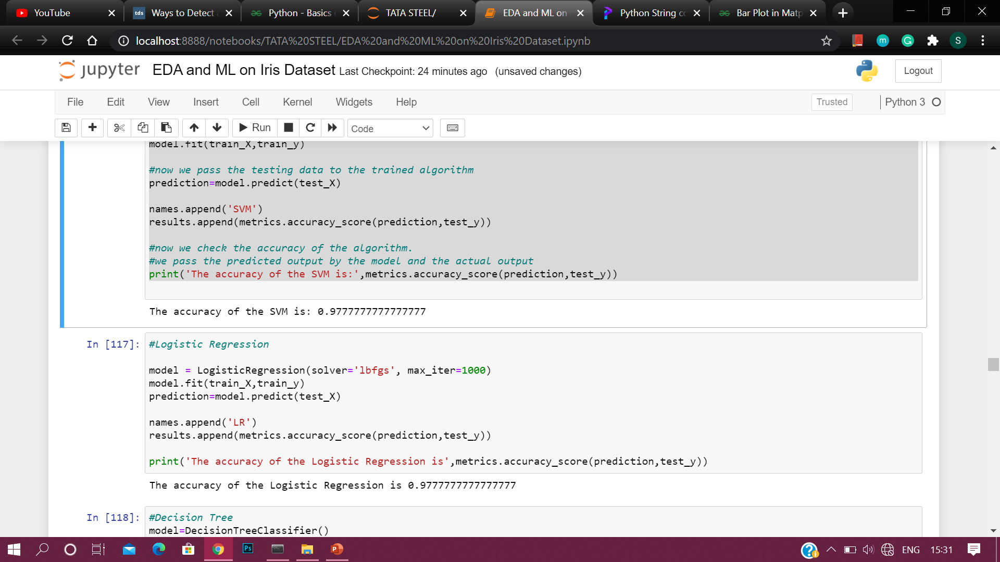 YouTube
tds Ways to Detect a
Python - Basics o
TATA STEEL/
EDA and ML on
Python String co
Bar Plot in Matp
localhost:8888/notebooks/TATA%20STEEL/EDA%20and%20ML%20on%20Iris%20Dataset.ipynb
m G S
jupyter EDA and ML on Iris Dataset Last Checkpoint: 24 minutes ago (unsaved changes)
Logout
File Edit View Insert Cell Kernel Widgets Help
Trusted Python 3
Run Code
model.fit(train_X,train_y)
#now we pass the testing data to the trained algorithm
prediction=model.predict(test_X)
names.append('SVM')
results.append(metrics.accuracy_score(prediction,test_y))
#now we check the accuracy of the algorithm.
#we pass the predicted output by the model and the actual output
print('The accuracy of the SVM is:',metrics.accuracy_score(prediction,test_y))
The accuracy of the SVM is: 0.9777777777777777
In [117]: #Logistic Regression
model = LogisticRegression(solver='lbfgs', max_iter=1000)
model.fit(train_X,train_y)
prediction=model.predict(test_X)
names.append('LR')
results.append(metrics.accuracy_score(prediction,test_y))
print('The accuracy of the Logistic Regression is',metrics.accuracy_score(prediction,test_y))
The accuracy of the Logistic Regression is 0.9777777777777777
In [118]: #Decision Tree
model=DecisionTreeClassifier()
Ps
P
ENG 15:31